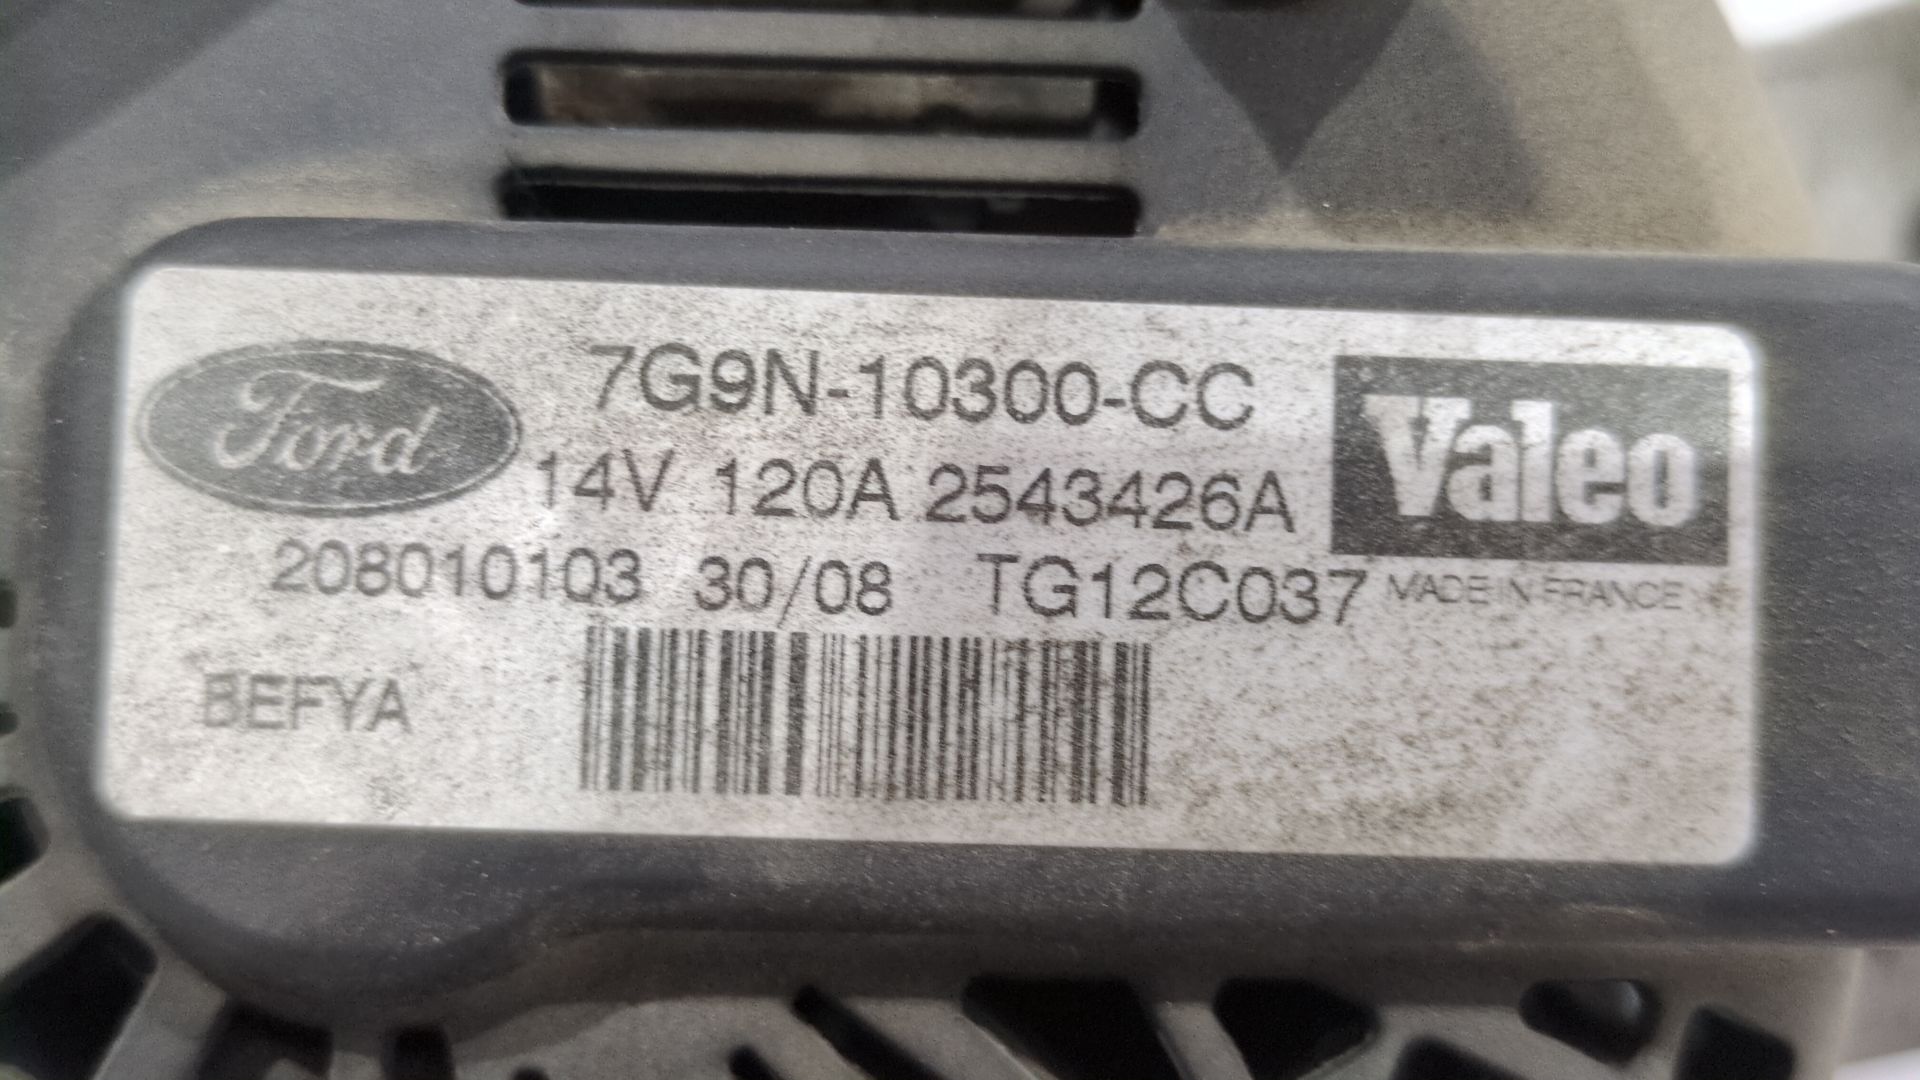 Ford
7G9N-10300-CC
14V 120A 2543426A
Valeo
208010103 30/08 TG12C037
MADE IN FRANCE
BEFYA